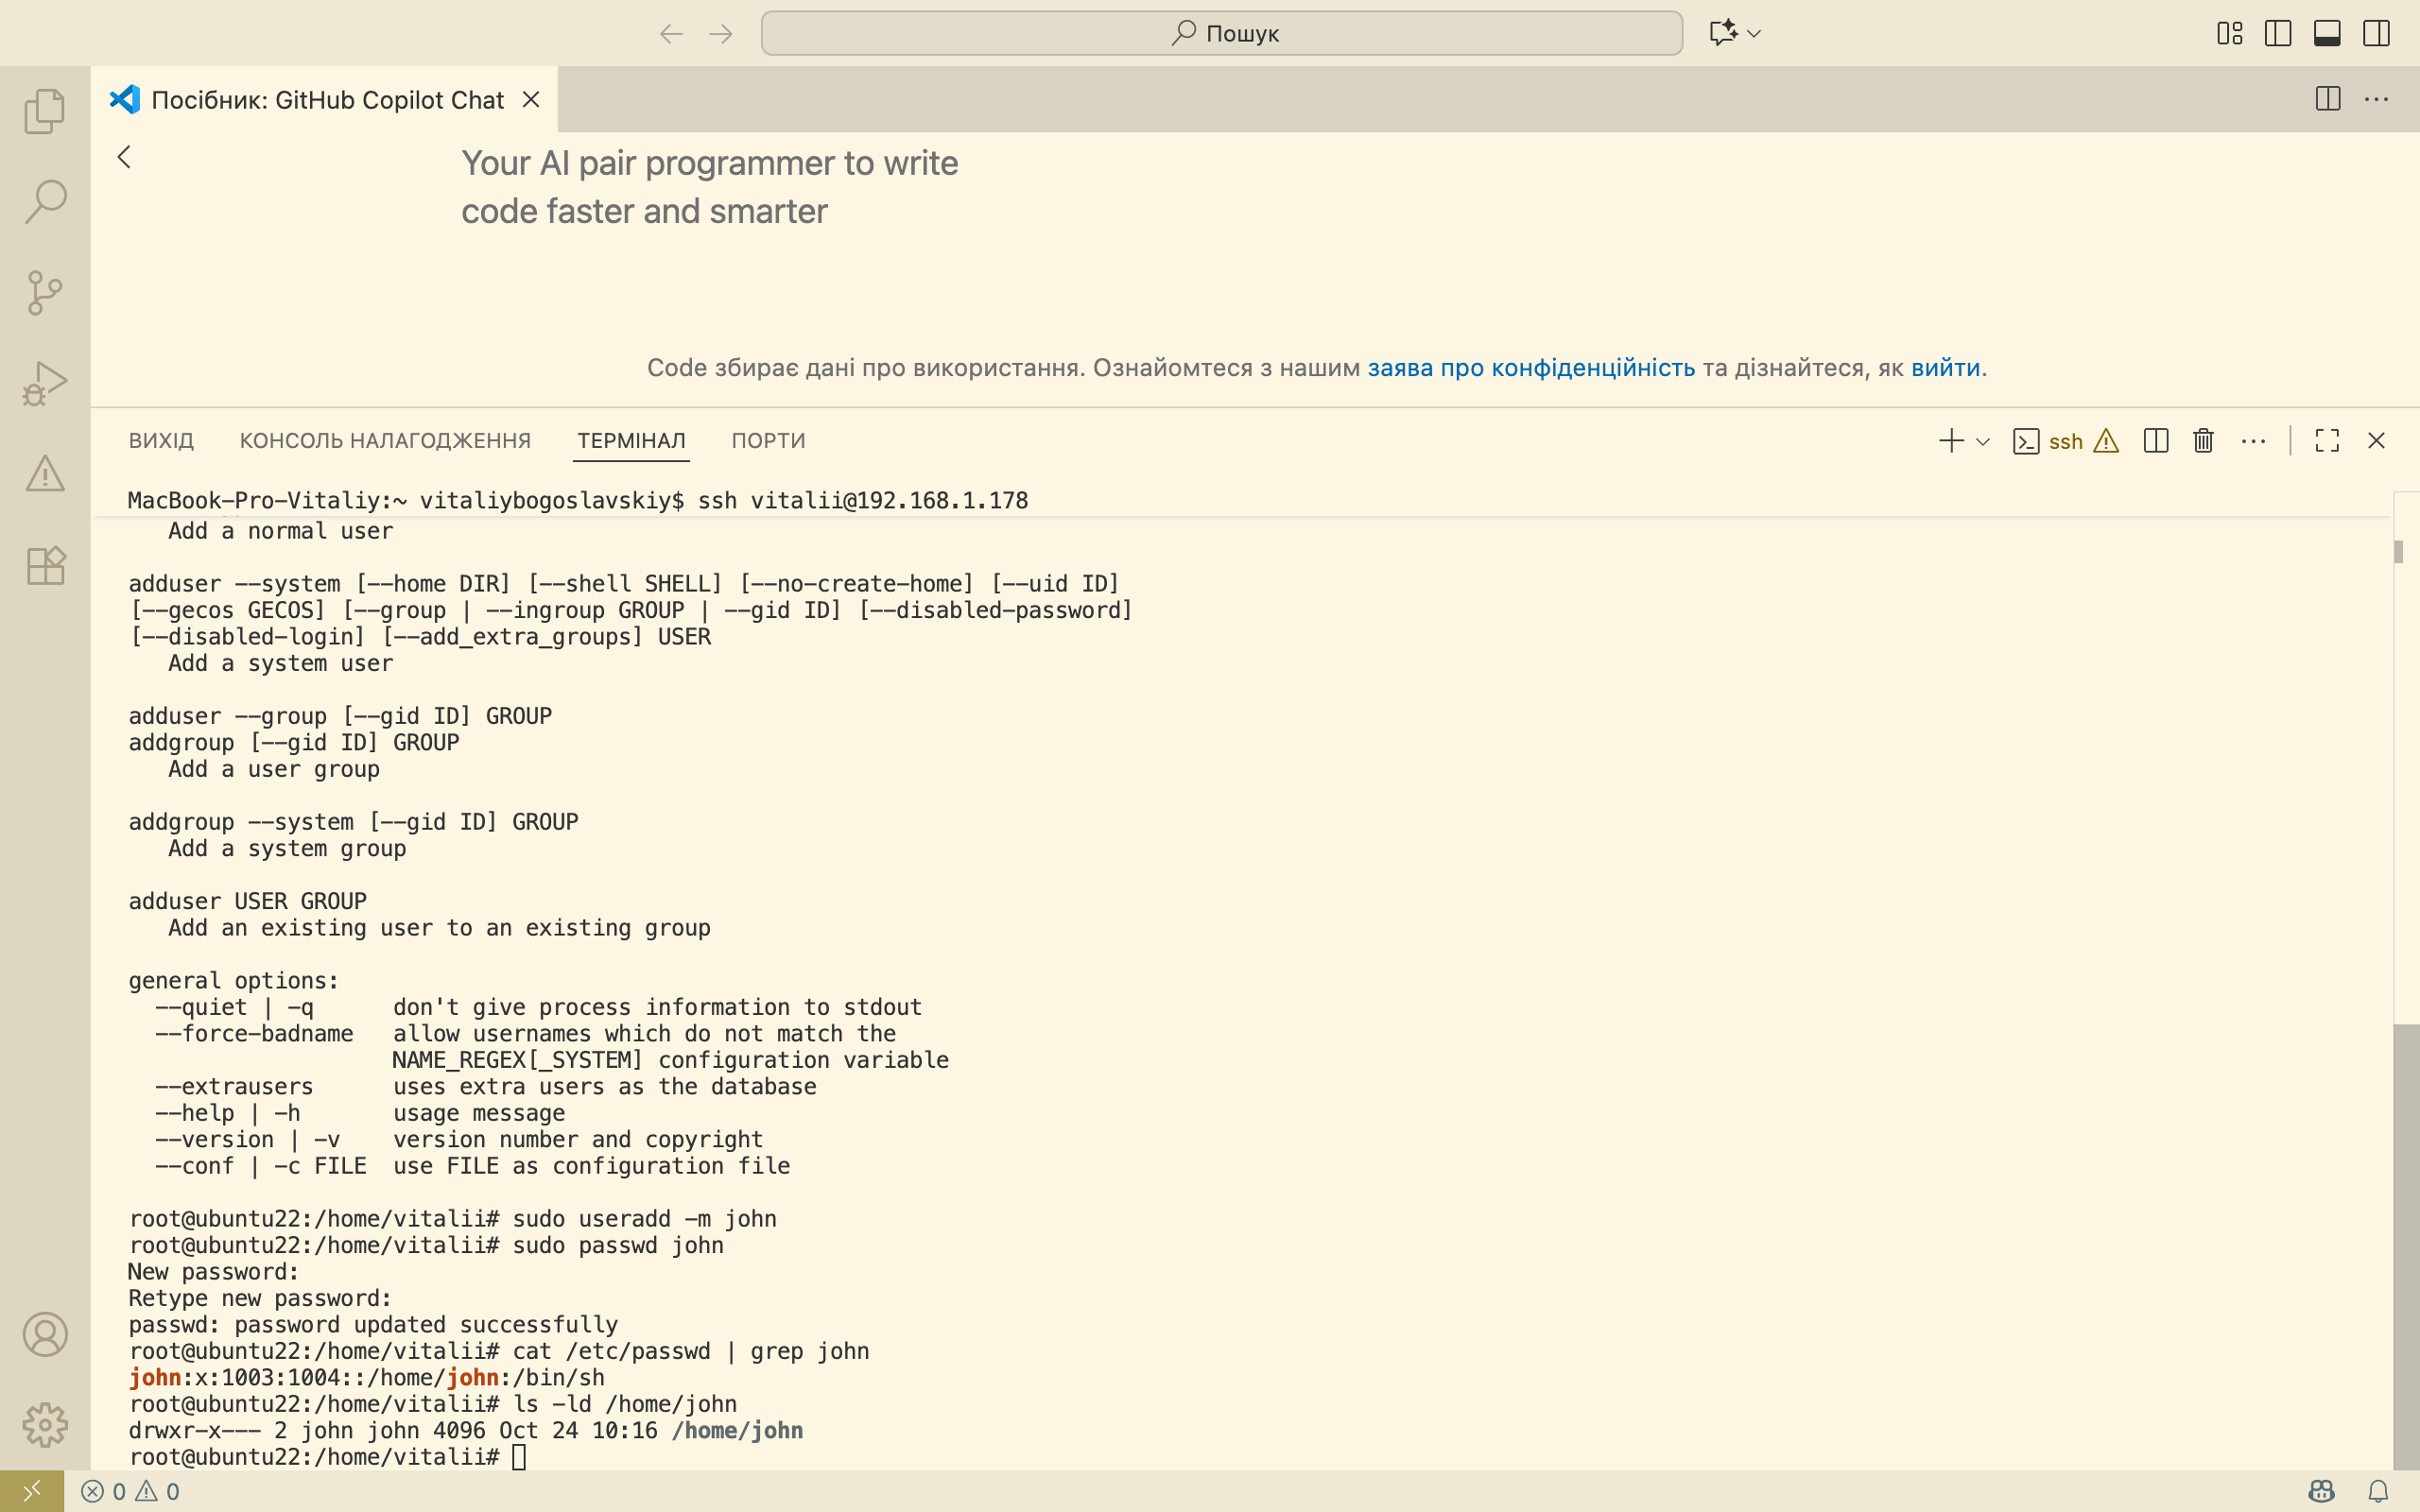 Пошук
Посібник: GitHub Copilot Chat
Your AI pair programmer to write
code faster and smarter
Code збирає дані про використання. Ознайомтеся з нашим заява про конфіденційність та дізнайтеся, як вийти.
ВИХІД КОНСОЛЬ НАЛАГОДЖЕННЯ ТЕРМІНАЛ ПОРТИ ssh
MacBook-Pro-Vitaliy:~ vitaliybogoslavskiy$ ssh vitalii@192.168.1.178
   Add a normal user

adduser --system [--home DIR] [--shell SHELL] [--no-create-home] [--uid ID]
[--gecos GECOS] [--group | --ingroup GROUP | --gid ID] [--disabled-password]
[--disabled-login] [--add_extra_groups] USER
   Add a system user

adduser --group [--gid ID] GROUP
addgroup [--gid ID] GROUP
   Add a user group

addgroup --system [--gid ID] GROUP
   Add a system group

adduser USER GROUP
   Add an existing user to an existing group

general options:
  --quiet | -q      don't give process information to stdout
  --force-badname   allow usernames which do not match the
                    NAME_REGEX[_SYSTEM] configuration variable
  --extrausers      uses extra users as the database
  --help | -h       usage message
  --version | -v    version number and copyright
  --conf | -c FILE  use FILE as configuration file

root@ubuntu22:/home/vitalii# sudo useradd -m john
root@ubuntu22:/home/vitalii# sudo passwd john
New password:
Retype new password:
passwd: password updated successfully
root@ubuntu22:/home/vitalii# cat /etc/passwd | grep john
john:x:1003:1004::/home/john:/bin/sh
root@ubuntu22:/home/vitalii# ls -ld /home/john
drwxr-x--- 2 john john 4096 Oct 24 10:16 /home/john
root@ubuntu22:/home/vitalii#
0 0